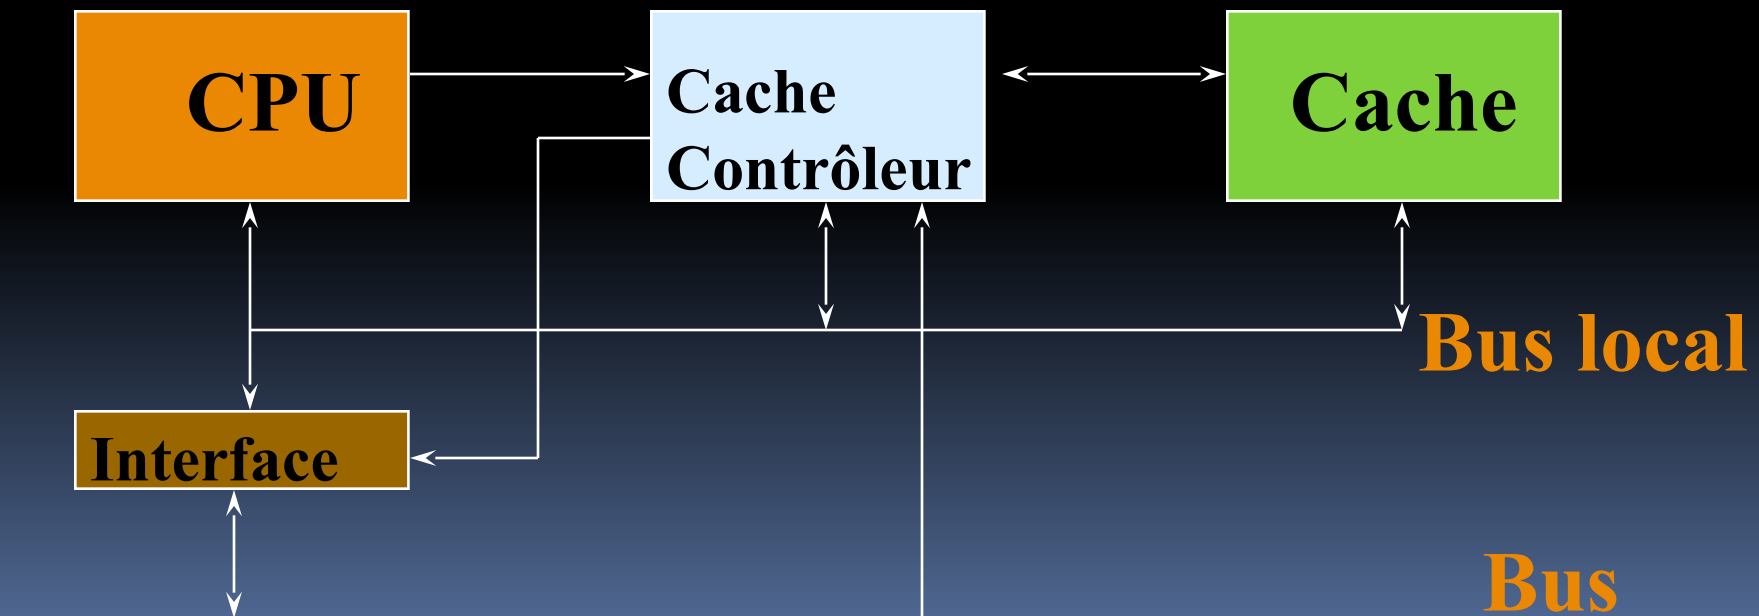 CPU
Cache
Contrôleur
Cache
Bus local
Interface
Bus